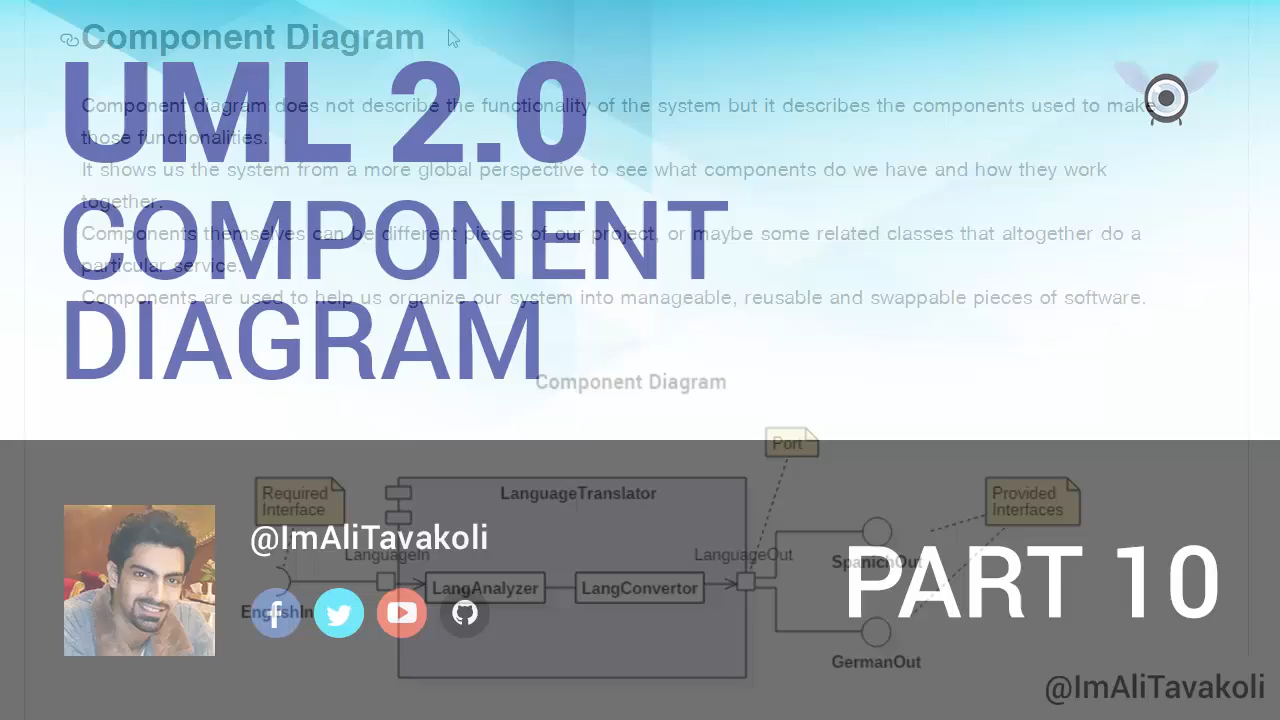 Component Diagram
UML 2.0
Component diagram does not describe the functionality of the system but it describes the components used to make
those functionalities.
It shows us the system from a more global perspective to see what components do we have and how they work
together.
COMPONENT
Components themselves can be different pieces of our project, or maybe some related classes that altogether do a
particular service.
Components are used to help us organize our system into manageable, reusable and swappable pieces of software.
DIAGRAM
Component Diagram
Port
Required
Interface
LanguageTranslator
Provided
Interfaces
@ImAliTavakoli
LanguageIn
LanguageOut
SpanichOut
LangAnalyzer
LangConvertor
EnglishIn
PART 10
GermanOut
@ImAliTavakoli